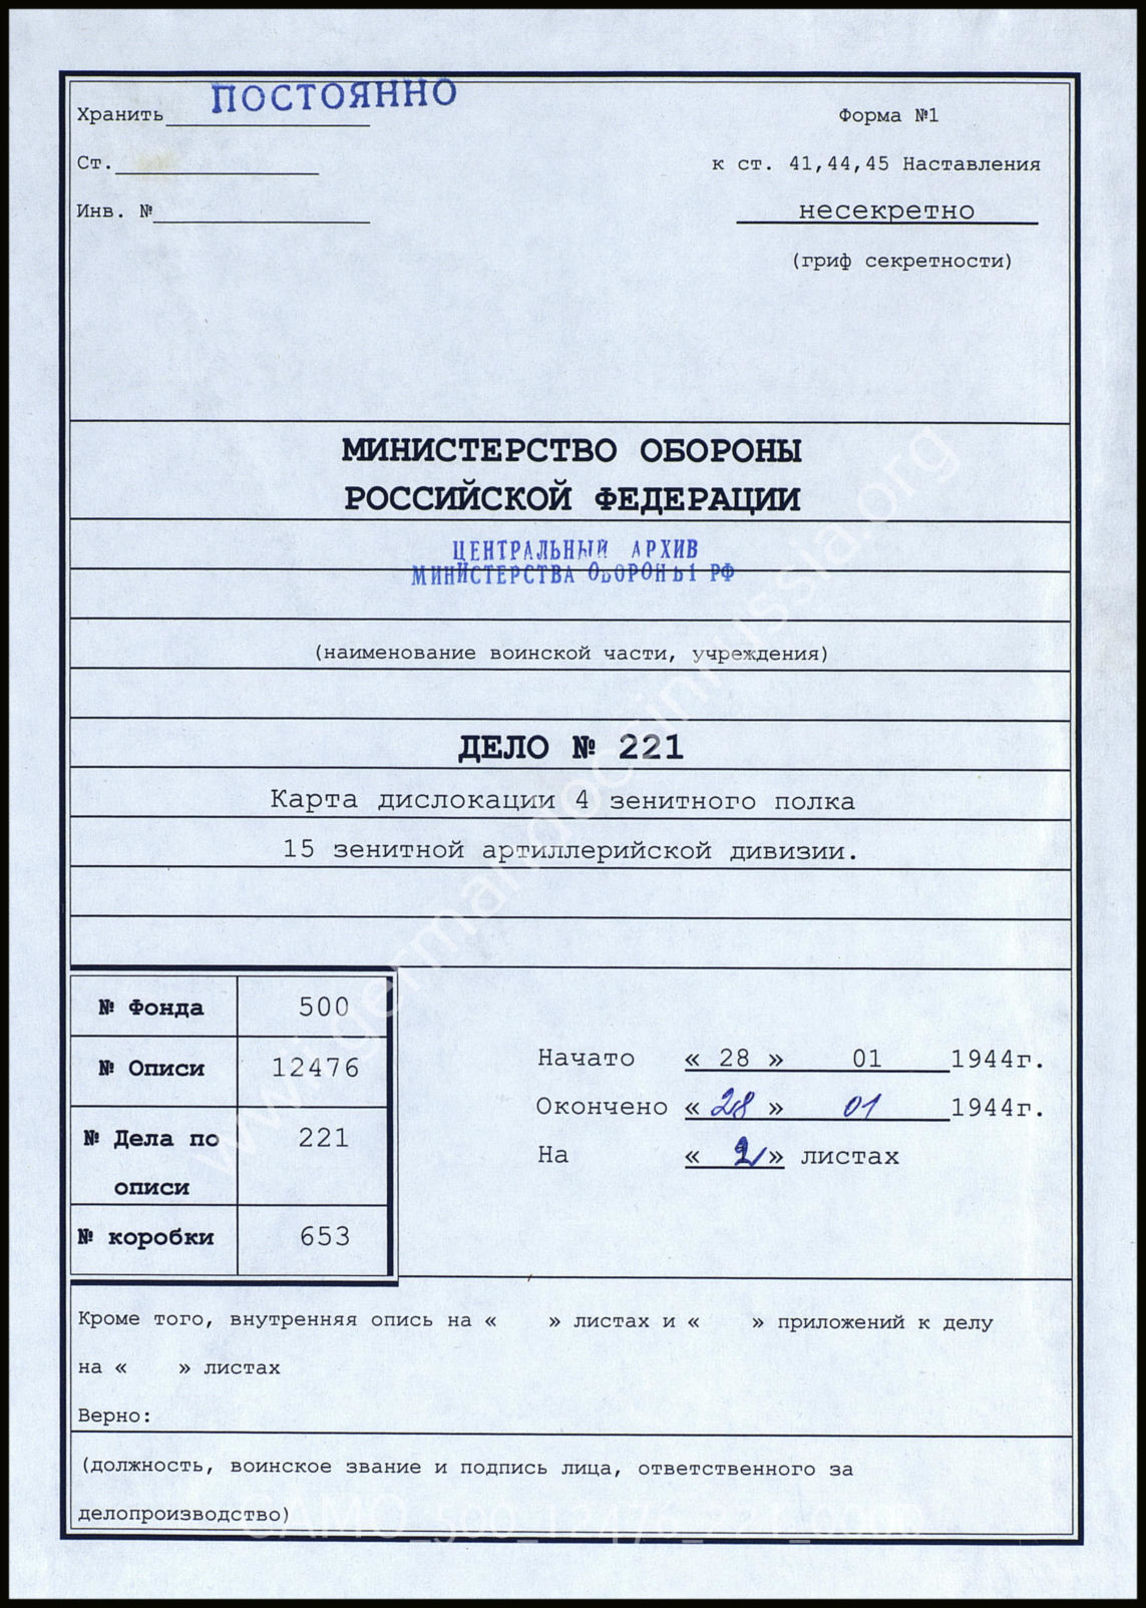 Хранить ПОСТОЯННО
Форма №1
Ст.
к ст. 41,44,45 Наставления
Инв. №
несекретно
(гриф секретности)
МИНИСТЕРСТВО ОБОРОНЫ
РОССИЙСКОЙ ФЕДЕРАЦИИ
ЦЕНТРАЛЬНЫЙ АРХИВ
МИНИСТЕРСТВА ОБОРОНЫ РФ
(наименование воинской части, учреждения)
ДЕЛО № 221
Карта дислокации 4 зенитного полка
15 зенитной артиллерийской дивизии.
№ Фонда 500
№ Описи 12476
№ Дела по описи 221
№ коробки 653
Начато « 28 » 01 1944г.
Окончено « 28 » 01 1944г.
На « 2 » листах
Кроме того, внутренняя опись на « » листах и « » приложений к делу
на « » листах
Верно:
(должность, воинское звание и подпись лица, ответственного за
делопроизводство)
www.germandocsinrussia.org